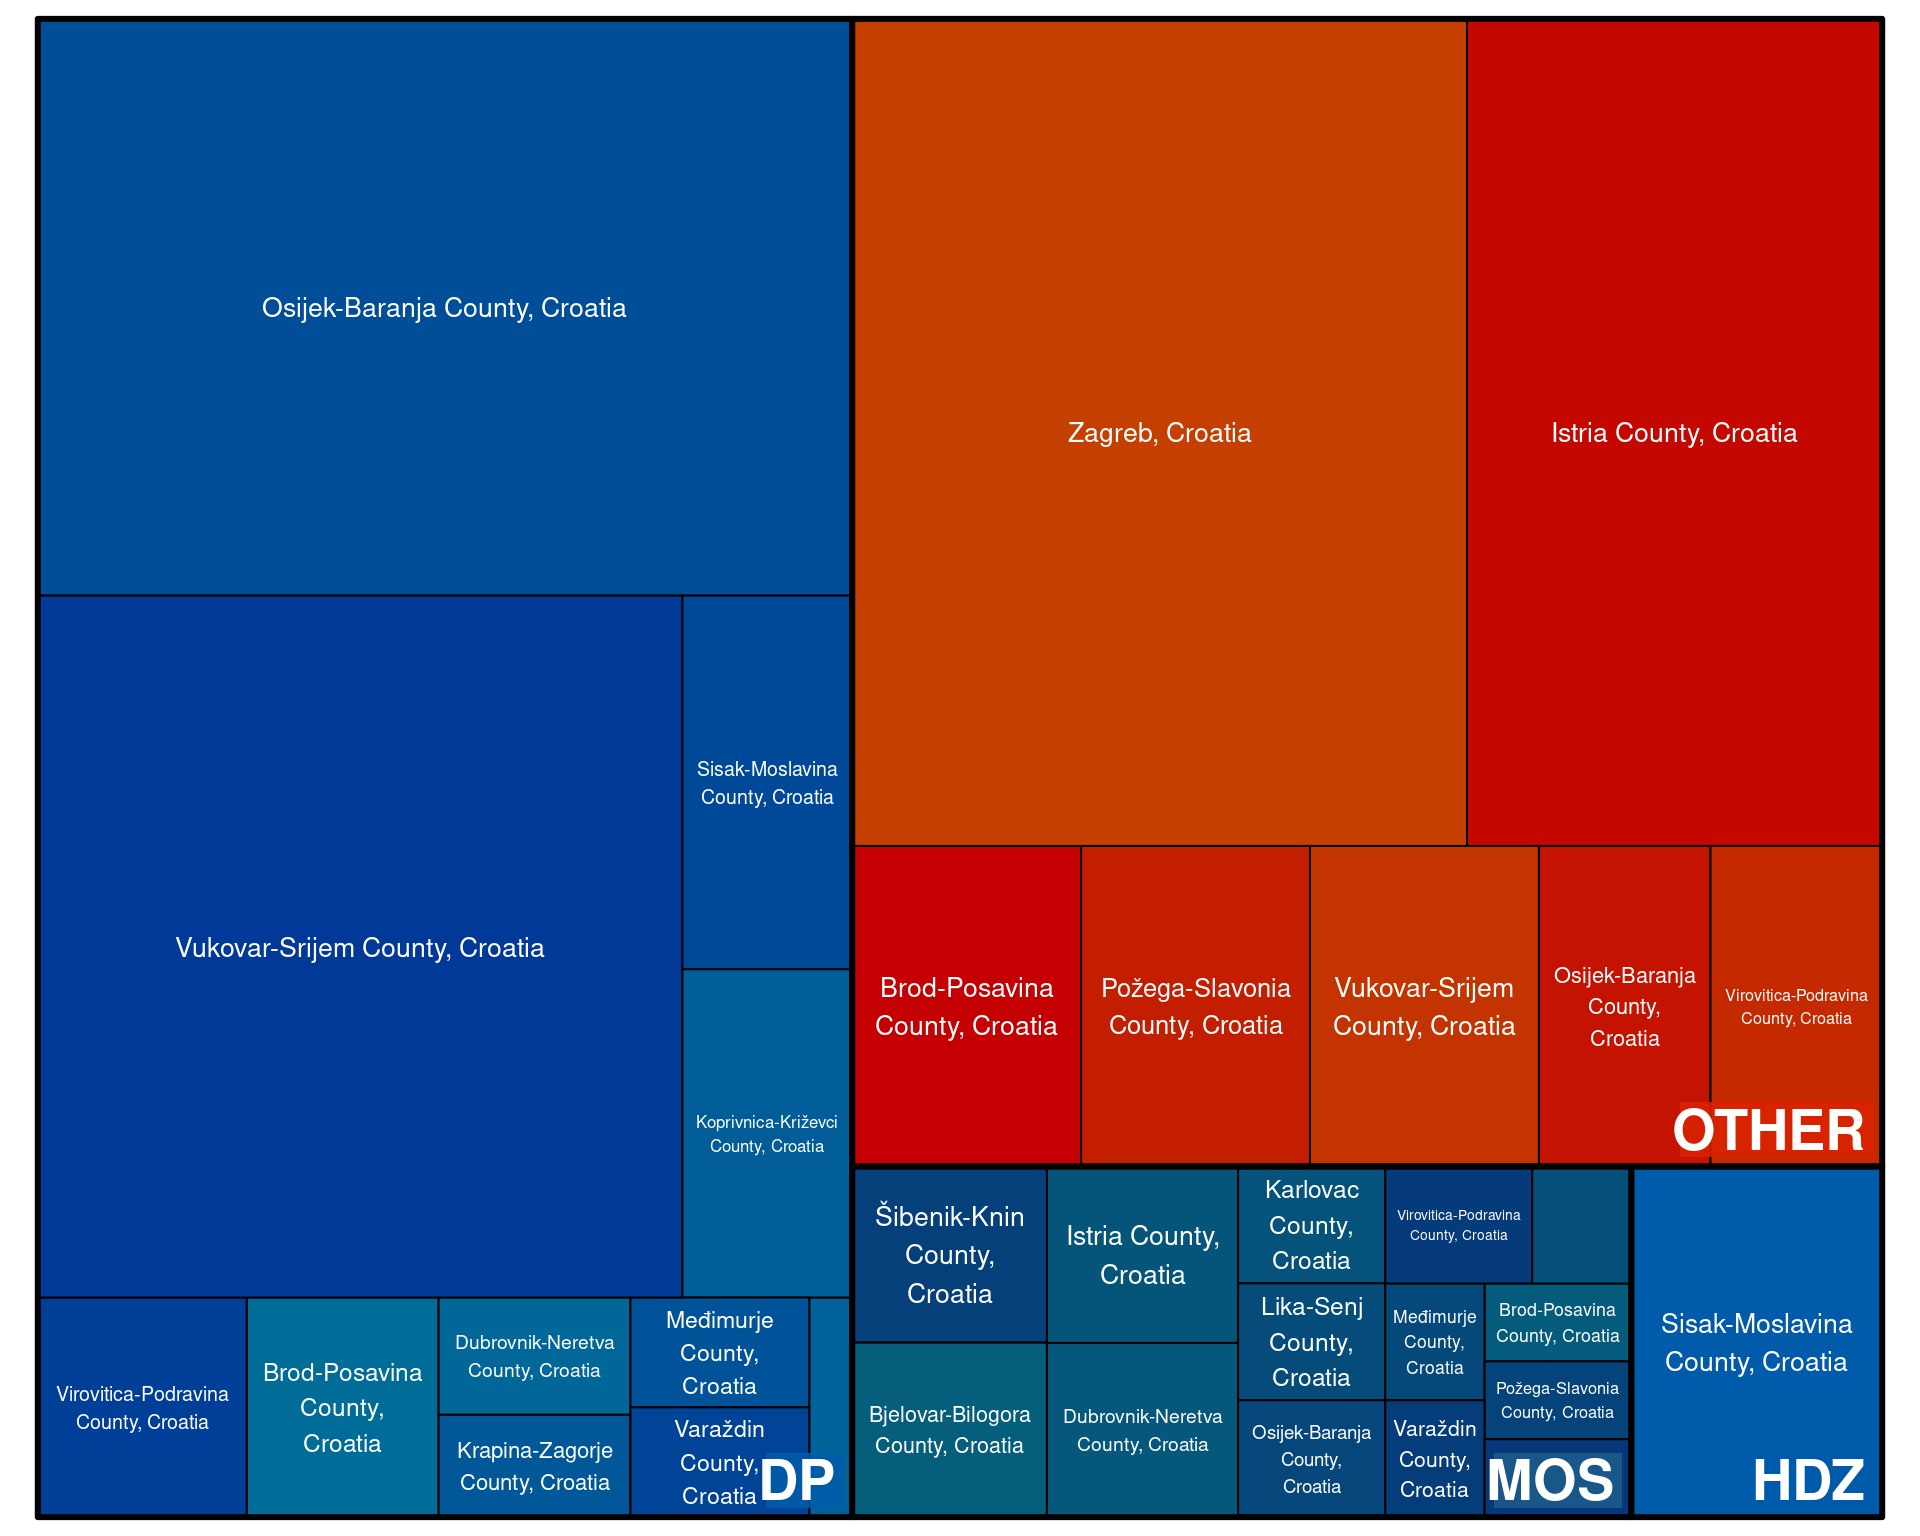 Osijek-Baranja County, Croatia
Vukovar-Srijem County, Croatia
Sisak-Moslavina
County, Croatia
Koprivnica-Križevci
County, Croatia
Virovitica-Podravina
County, Croatia
Brod-Posavina
County,
Croatia
Dubrovnik-Neretva
County, Croatia
Krapina-Zagorje
County, Croatia
Međimurje
County,
Croatia
Varaždin
County,
Croatia
DP
Zagreb, Croatia
Istria County, Croatia
Brod-Posavina
County, Croatia
Požega-Slavonia
County, Croatia
Vukovar-Srijem
County, Croatia
Osijek-Baranja
County,
Croatia
Virovitica-Podravina
County, Croatia
OTHER
Šibenik-Knin
County,
Croatia
Bjelovar-Bilogora
County, Croatia
Istria County,
Croatia
Dubrovnik-Neretva
County, Croatia
Karlovac
County,
Croatia
Lika-Senj
County,
Croatia
Osijek-Baranja
County,
Croatia
Virovitica-Podravina
County, Croatia
Međimurje
County,
Croatia
Varaždin
County,
Croatia
Brod-Posavina
County, Croatia
Požega-Slavonia
County, Croatia
MOS
Sisak-Moslavina
County, Croatia
HDZ